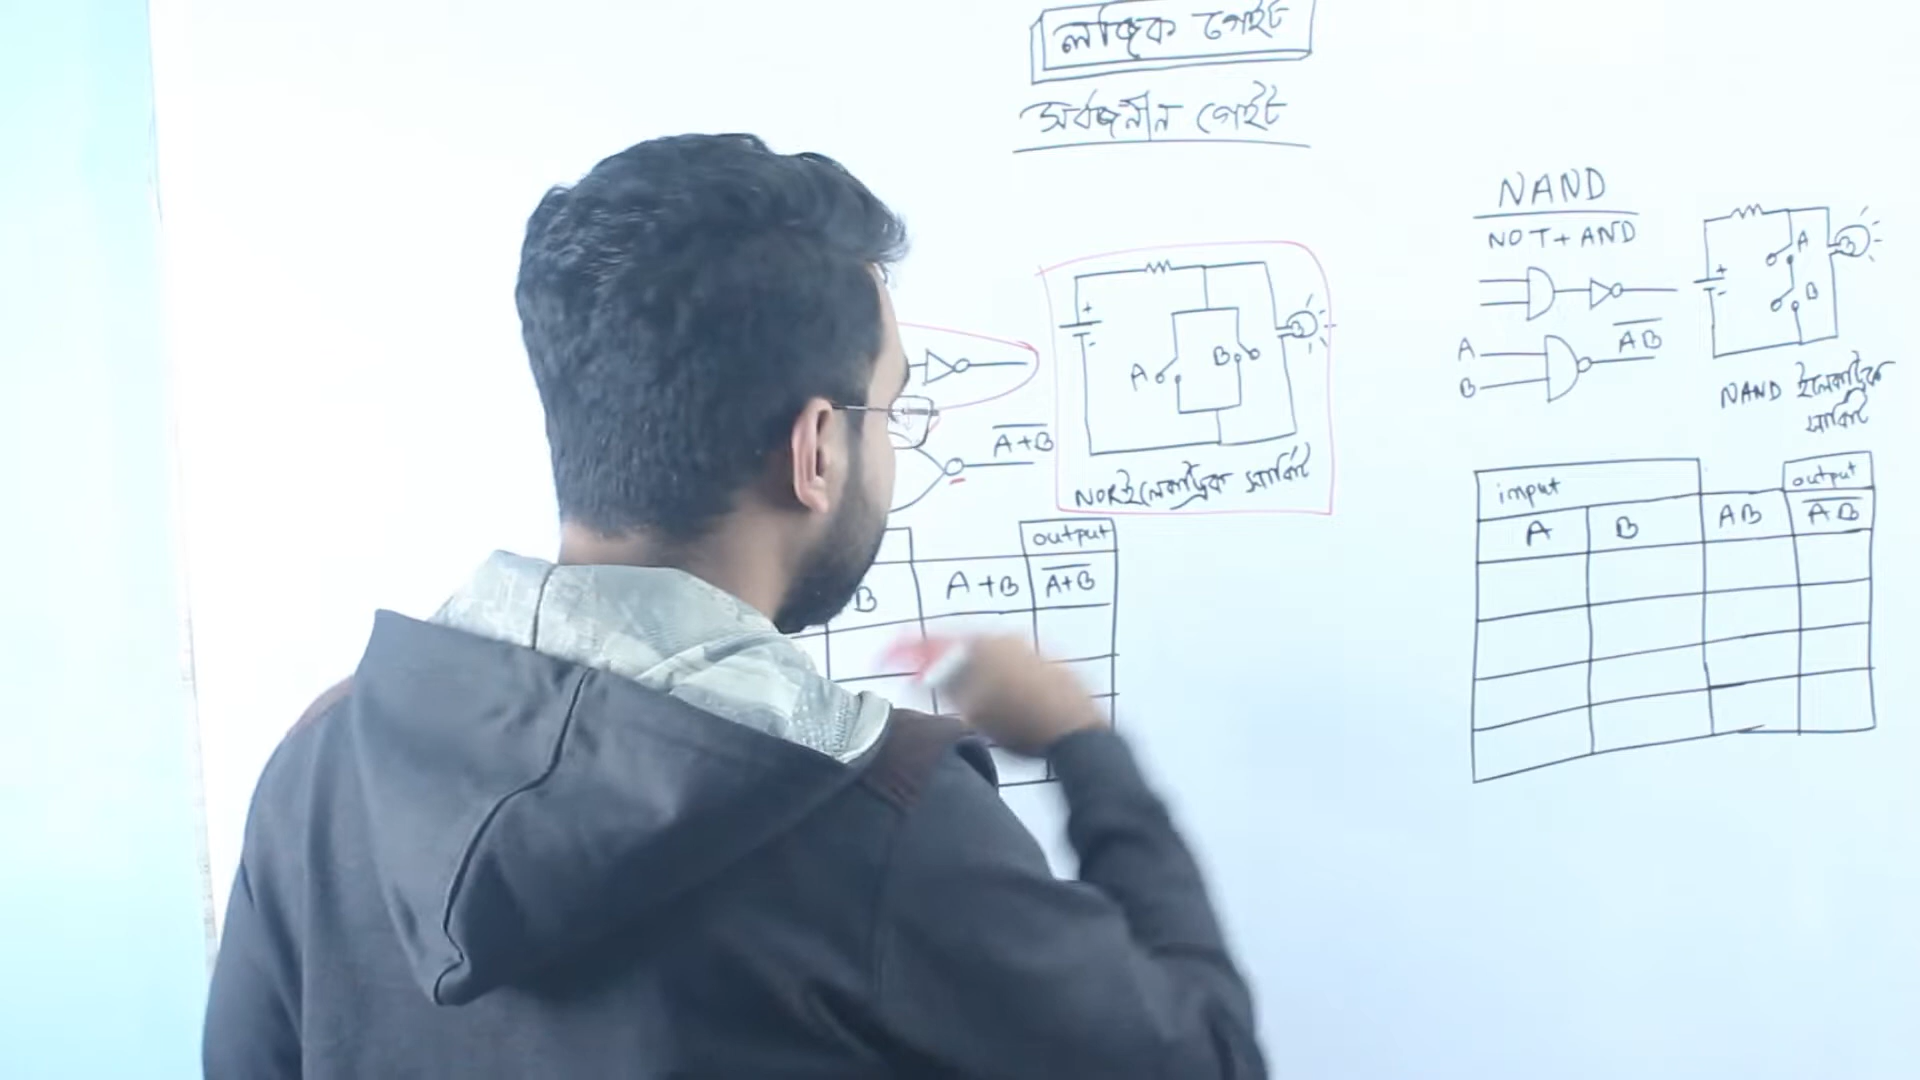 লজিক গেইট
সর্বজনীন গেইট
A+B
A
B
+
-
NOR ইলেকট্রিক সার্কিট
output
B
A+B
A+B
NAND
NOT + AND
A
B
AB
+
-
A
B
NAND ইলেকট্রিক
সার্কিট
input
output
A
B
AB
AB